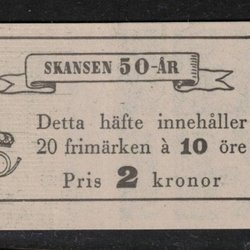 SKANSEN 50-ÅR
Detta häfte innehåller
20 frimärken à 10 öre
Pris 2 kronor